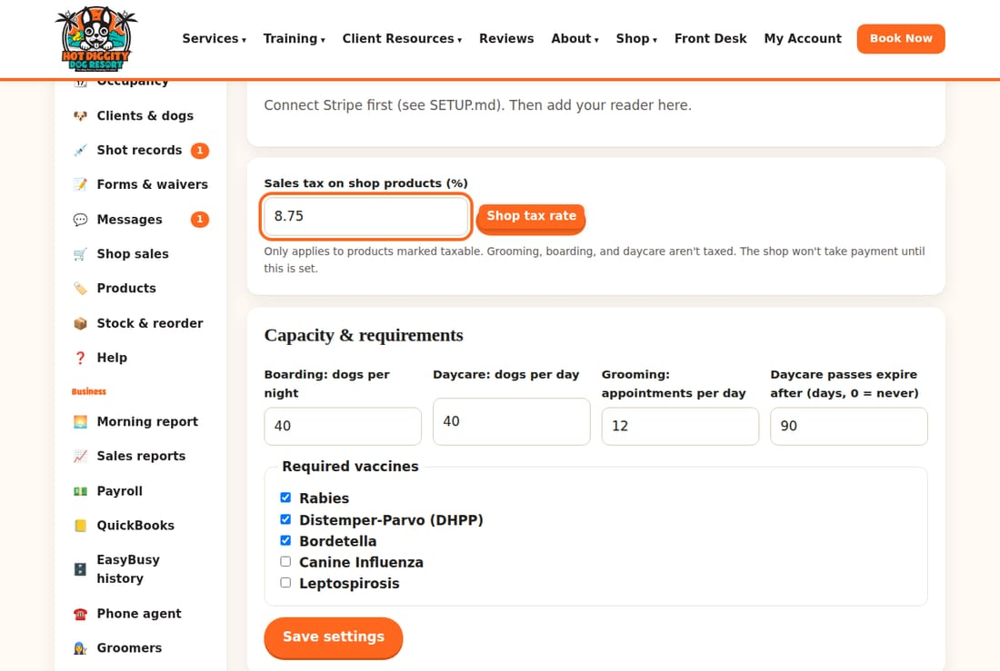 HOT DIGGITY
DOG RESORT
Services ▾
Training ▾
Client Resources ▾
Reviews
About ▾
Shop ▾
Front Desk
My Account
Book Now
Occupancy
Clients & dogs
Shot records 1
Forms & waivers
Messages 1
Shop sales
Products
Stock & reorder
Help
Business
Morning report
Sales reports
Payroll
QuickBooks
EasyBusy
history
Phone agent
Groomers
Connect Stripe first (see SETUP.md). Then add your reader here.
Sales tax on shop products (%)
8.75
Shop tax rate
Only applies to products marked taxable. Grooming, boarding, and daycare aren't taxed. The shop won't take payment until
this is set.
Capacity & requirements
Boarding: dogs per
night
40
Daycare: dogs per day
40
Grooming:
appointments per day
12
Daycare passes expire
after (days, 0 = never)
90
Required vaccines
Rabies
Distemper-Parvo (DHPP)
Bordetella
Canine Influenza
Leptospirosis
Save settings